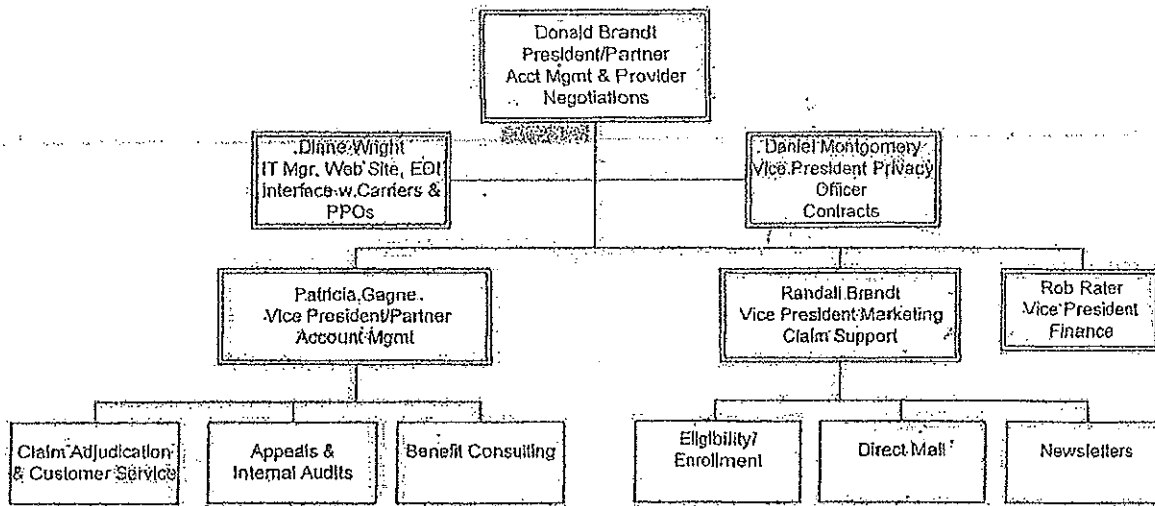 Donald Brandt
President/Partner
Acct Mgmt & Provider
Negotiations
Diane Wright
IT Mgr. Web Site, EDI
Interface w Carriers &
PPOs
Daniel Montgomery
Vice President Privacy
Officer
Contracts
Patricia Gagne
Vice President/Partner
Account Mgmt
Randall Brandt
Vice President Marketing
Claim Support
Rob Rater
Vice President
Finance
Claim Adjudication
& Customer Service
Appeals &
Internal Audits
Benefit Consulting
Eligibility/
Enrollment
Direct Mail
Newsletters